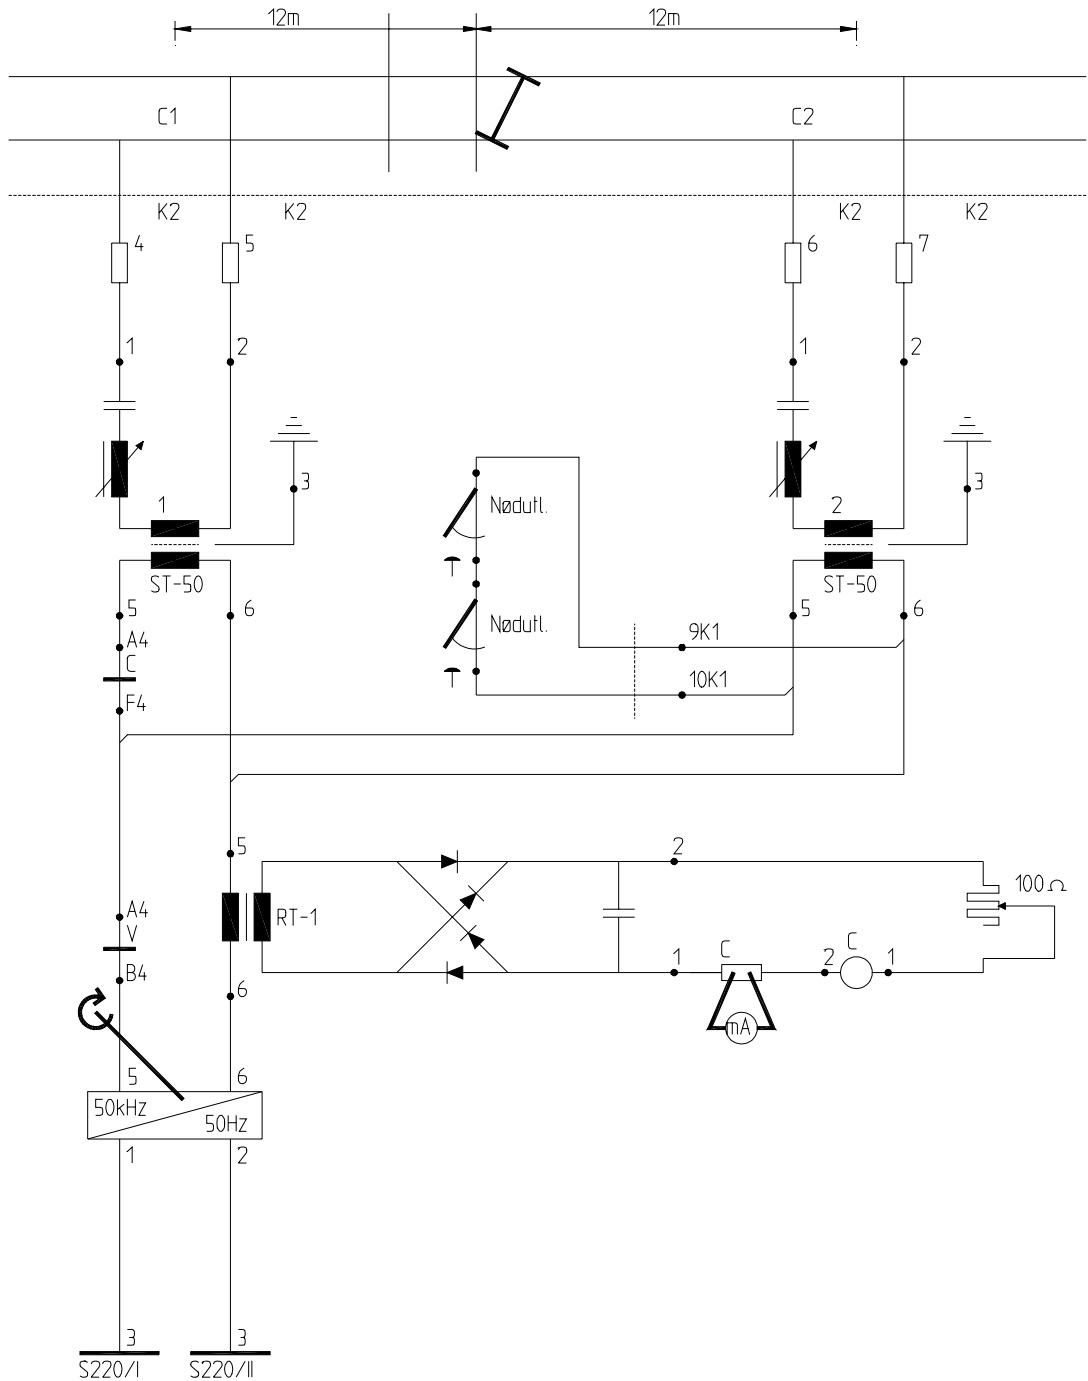 12m 12m
C1 C2
K2 K2 K2 K2
4 5 6 7
1 2 1 2
3 3
Nødutl.
1 2
ST-50 ST-50
5 6 5 6
Nødutl.
A4
C
9K1
10K1
F4
5 2
100Ω
RT-1
A4
V
C C
B4
1 2 1
6
mA
5 6
50kHz
50Hz
1 2
3 3
S220/I S220/II